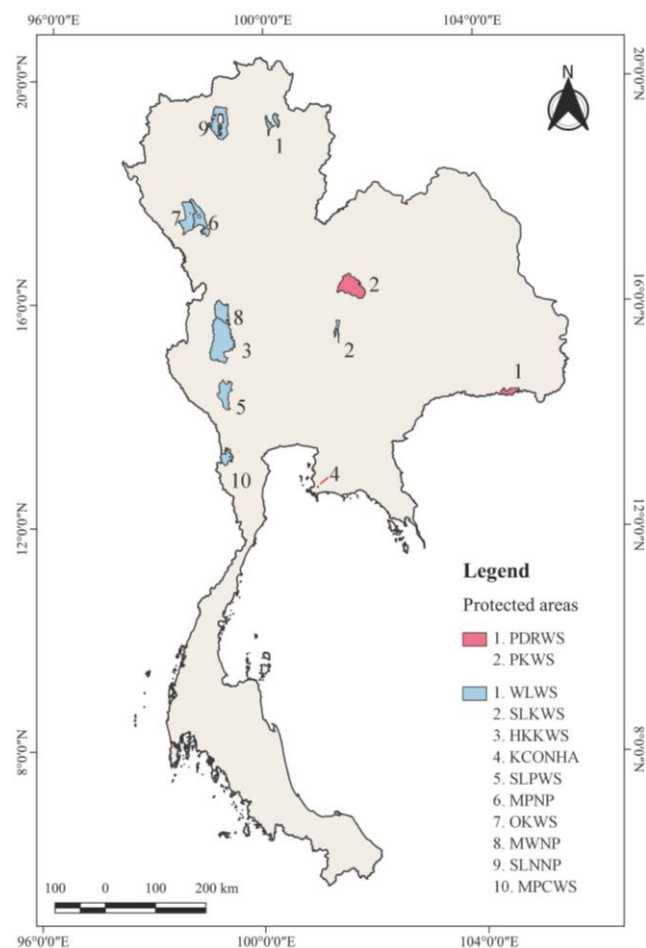 96°0'0"E 100°0'0"E 104°0'0"E
N
20°0'0"N 20°0'0"N
9
1
7 6
2
16°0'0"N 16°0'0"N
8
3 2
1
5
4
10
12°0'0"N 12°0'0"N
Legend
Protected areas
1. PDRWS
2. PKWS
1. WLWS
2. SLKWS
3. HKKWS
8°0'0"N 8°0'0"N
4. KCONHA
5. SLPWS
6. MPNP
7. OKWS
8. MWNP
9. SLNNP
10. MPCWS
100 0 100 200 km
96°0'0"E 100°0'0"E 104°0'0"E